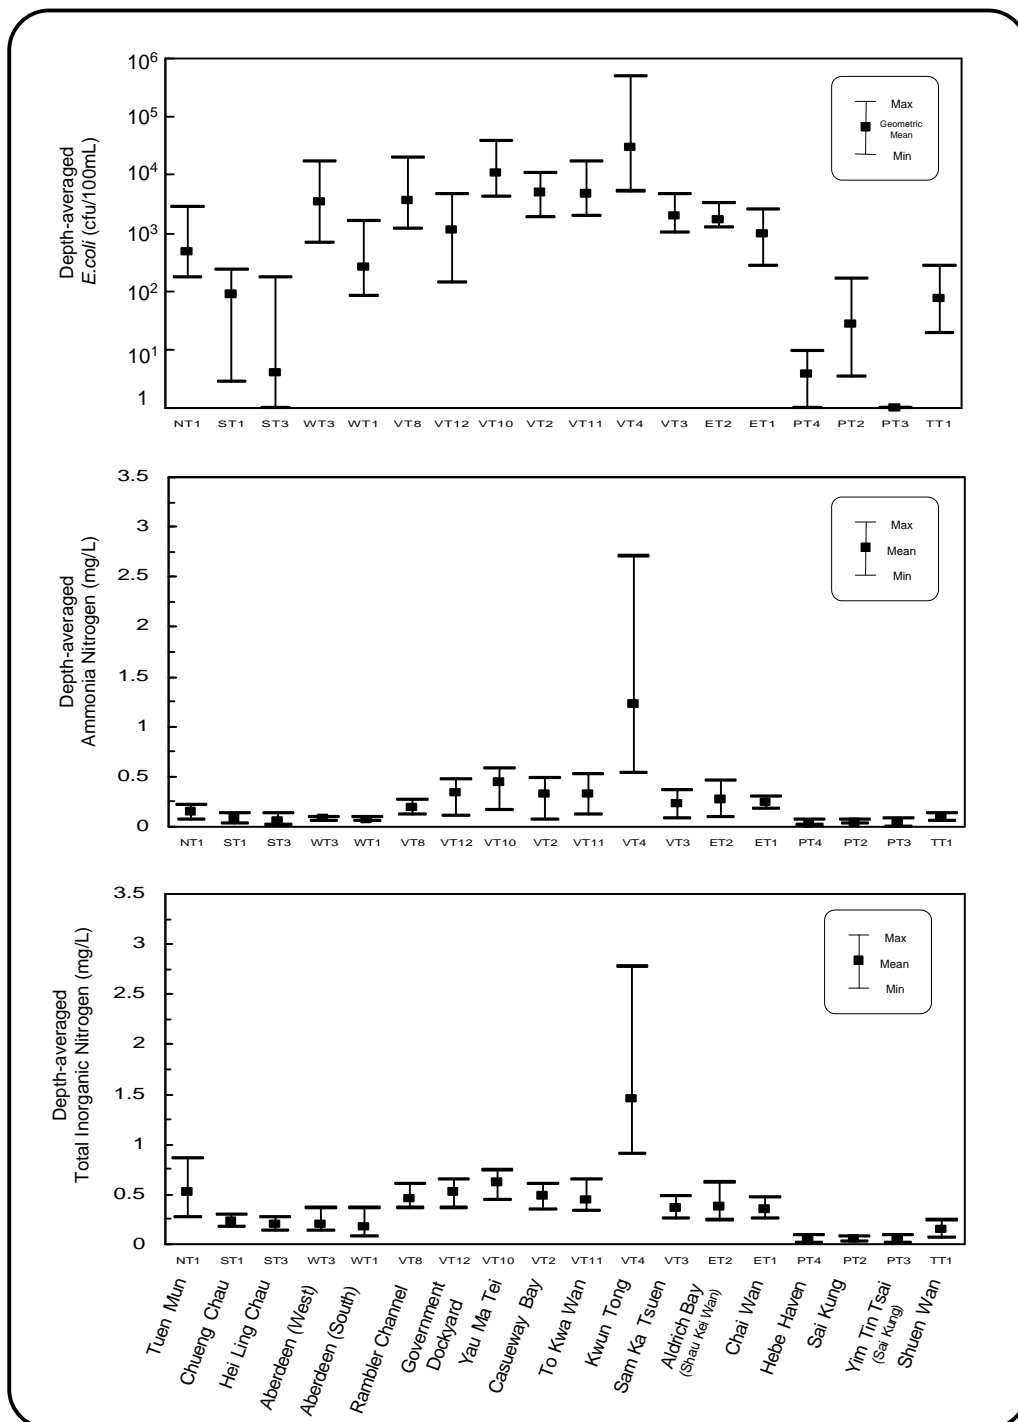 Depth-averaged
E.coli (cfu/100mL)
10⁶
10⁵
10⁴
10³
10²
10¹
1
Max
Geometric
Mean
Min
NT1 ST1 ST3 WT3 WT1 VT8 VT12 VT10 VT2 VT11 VT4 VT3 ET2 ET1 PT4 PT2 PT3 TT1
Depth-averaged
Ammonia Nitrogen (mg/L)
3.5
3
2.5
2
1.5
1
0.5
0
Max
Mean
Min
NT1 ST1 ST3 WT3 WT1 VT8 VT12 VT10 VT2 VT11 VT4 VT3 ET2 ET1 PT4 PT2 PT3 TT1
Depth-averaged
Total Inorganic Nitrogen (mg/L)
3.5
3
2.5
2
1.5
1
0.5
0
Max
Mean
Min
NT1 ST1 ST3 WT3 WT1 VT8 VT12 VT10 VT2 VT11 VT4 VT3 ET2 ET1 PT4 PT2 PT3 TT1
Tuen Mun
Chueng Chau
Hei Ling Chau
Aberdeen (West)
Aberdeen (South)
Rambler Channel
Government
Dockyard
Yau Ma Tei
Casueway Bay
To Kwa Wan
Kwun Tong
Sam Ka Tsuen
Aldrich Bay
(Shau Kei Wan)
Chai Wan
Hebe Haven
Sai Kung
Yim Tin Tsai
(Sai Kung)
Shuen Wan